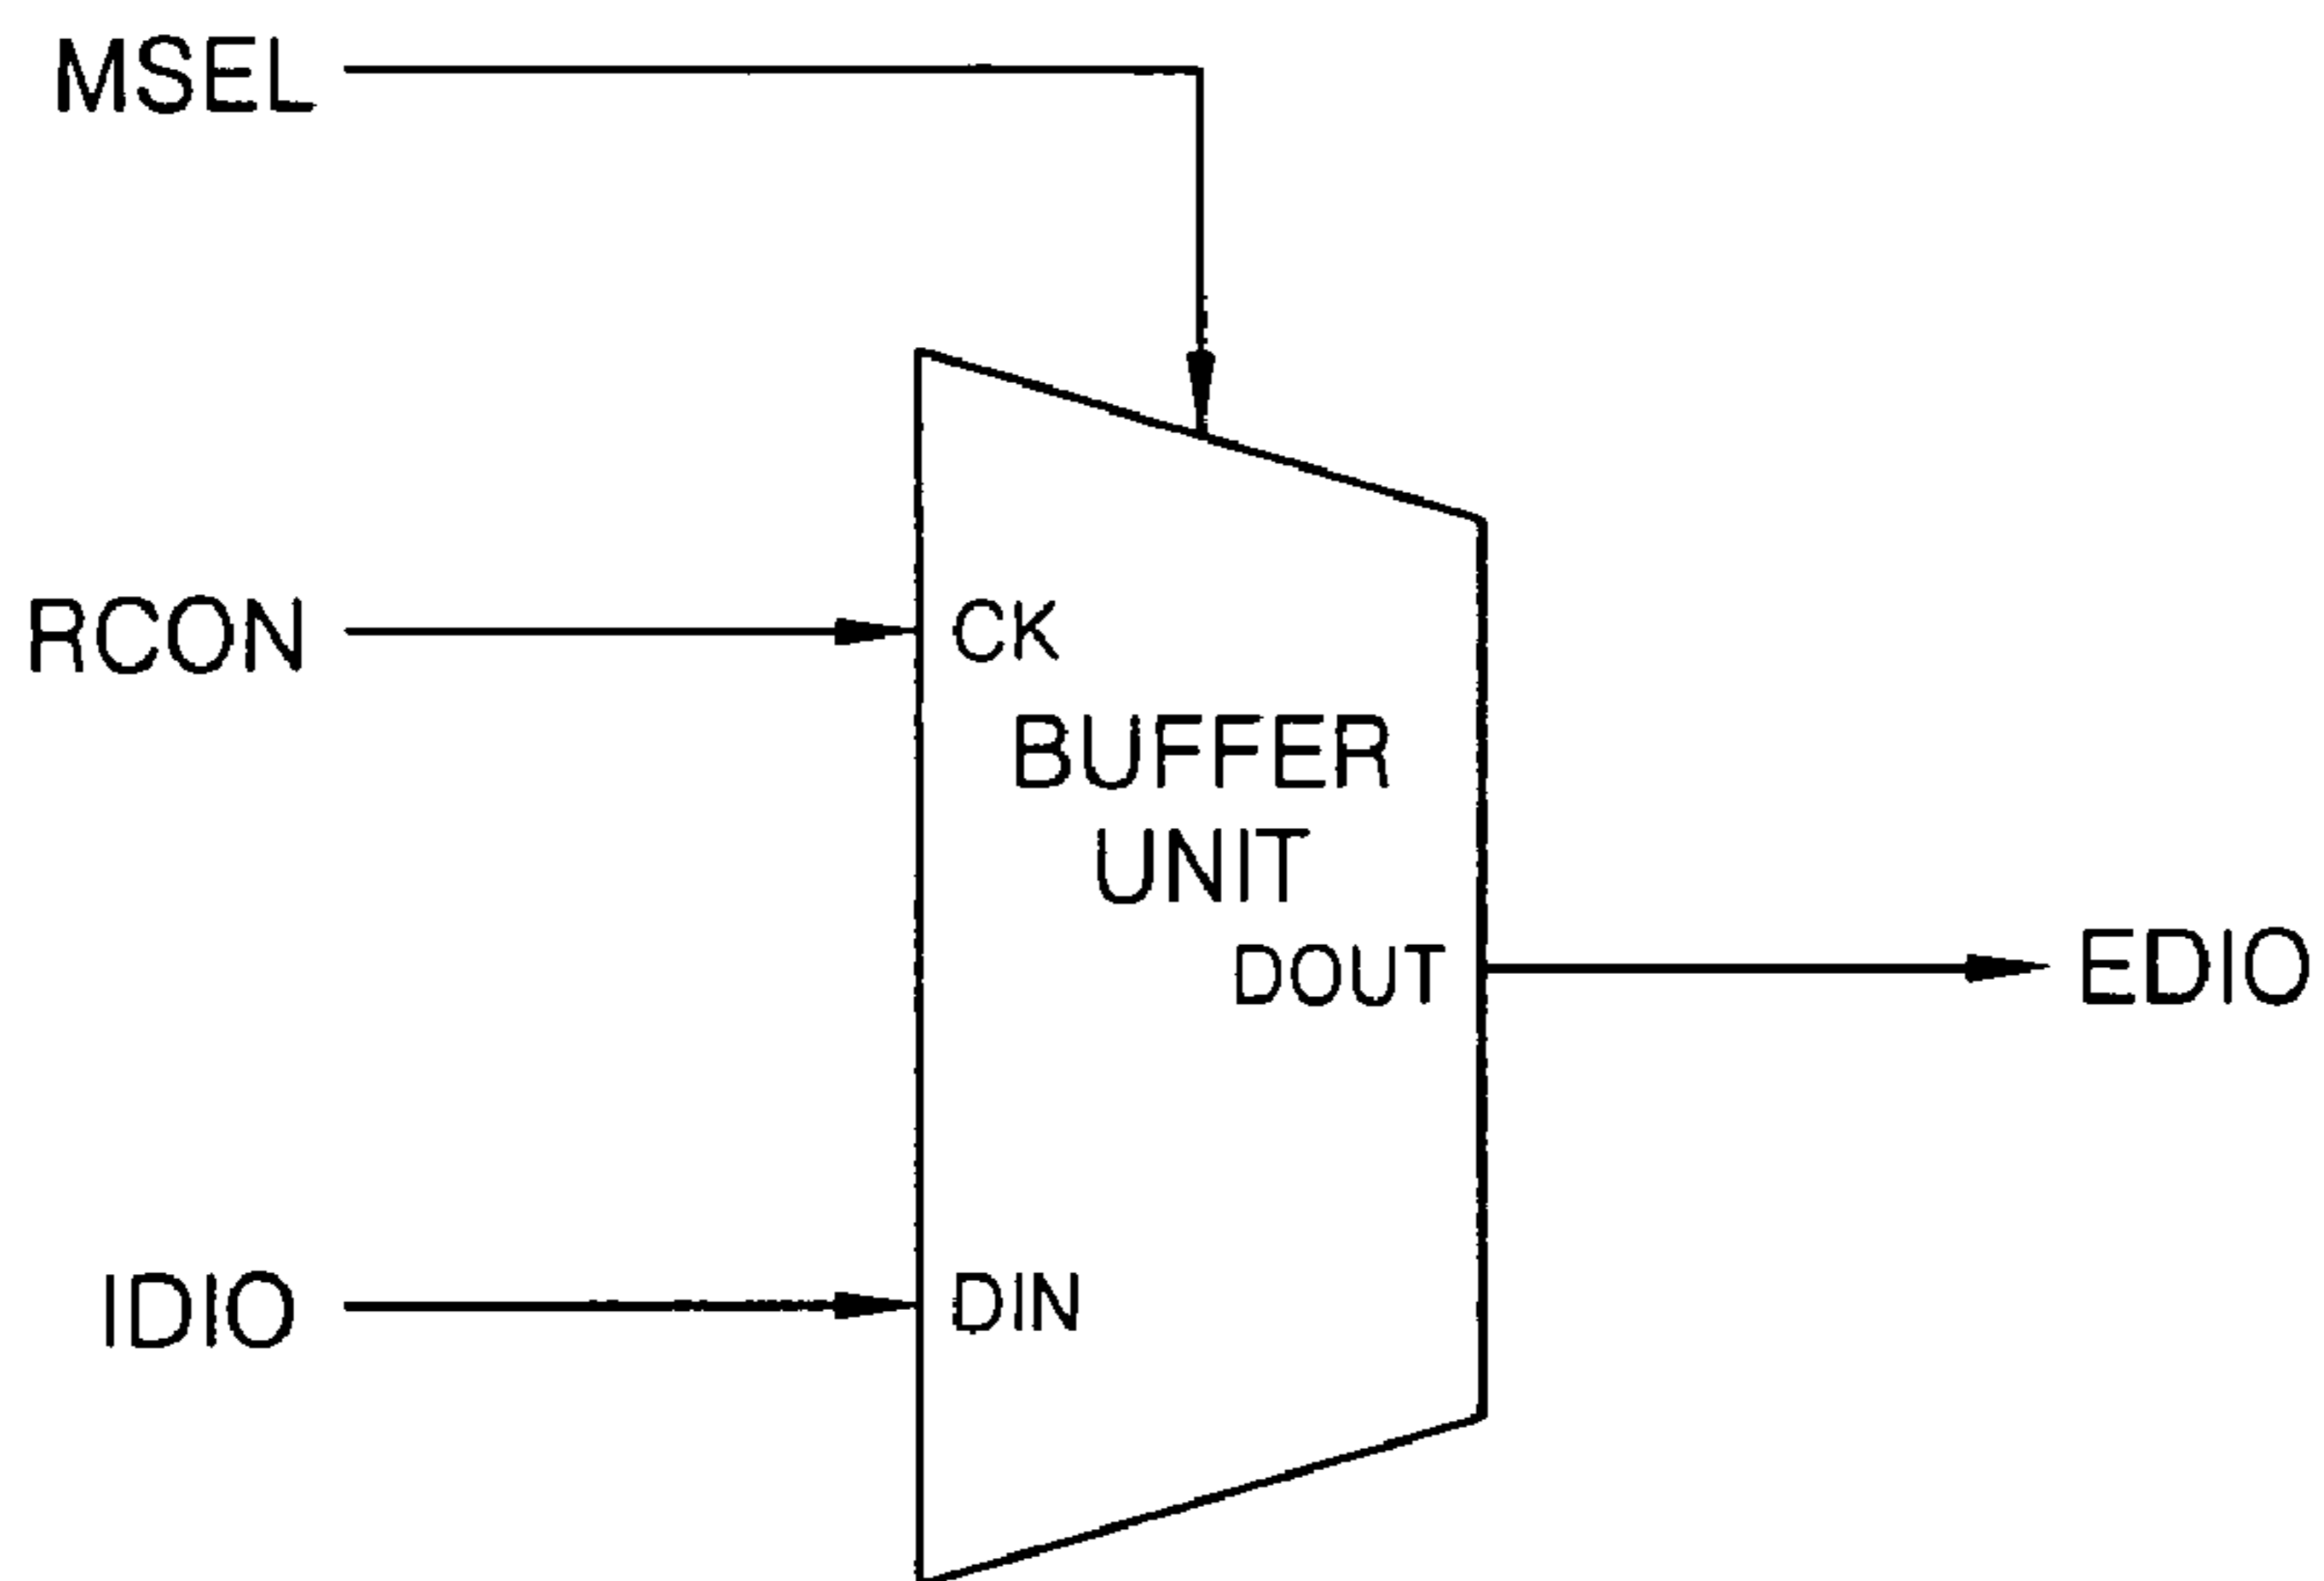 MSEL
RCON
CK
BUFFER
UNIT
DOUT
EDIO
IDIO
DIN